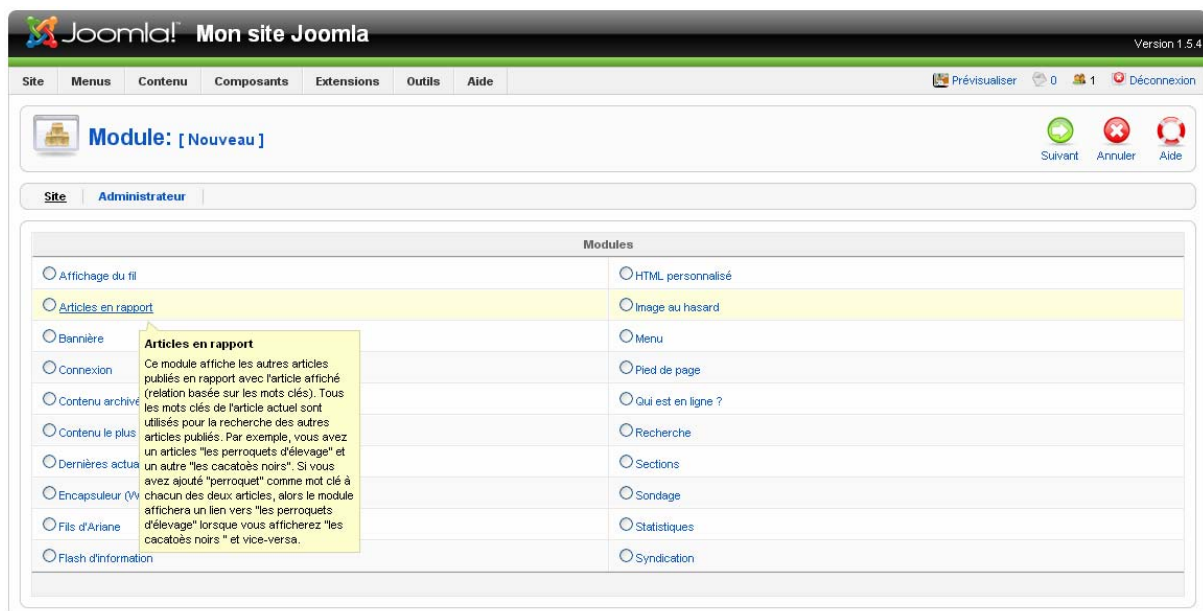 Joomla! Mon site Joomla
Version 1.5.4
Site Menus Contenu Composants Extensions Outils Aide Prévisualiser 0 1 Déconnexion
Module: [ Nouveau ]
Suivant Annuler Aide
Site Administrateur
Modules
Affichage du fil HTML personnalisé
Articles en rapport Image au hasard
Bannière Menu
Connexion Pied de page
Contenu archivé Qui est en ligne ?
Contenu le plus Recherche
Dernières actua Sections
Encapsuleur (W Sondage
Fils d'Ariane Statistiques
Flash d'information Syndication
Articles en rapport
Ce module affiche les autres articles
publiés en rapport avec l'article affiché
(relation basée sur les mots clés). Tous
les mots clés de l'article actuel sont
utilisés pour la recherche des autres
articles publiés. Par exemple, vous avez
un articles "les perroquets d'élevage" et
un autre "les cacatoès noirs". Si vous
avez ajouté "perroquet" comme mot clé à
chacun des deux articles, alors le module
affichera un lien vers "les perroquets
d'élevage" lorsque vous afficherez "les
cacatoès noirs " et vice-versa.